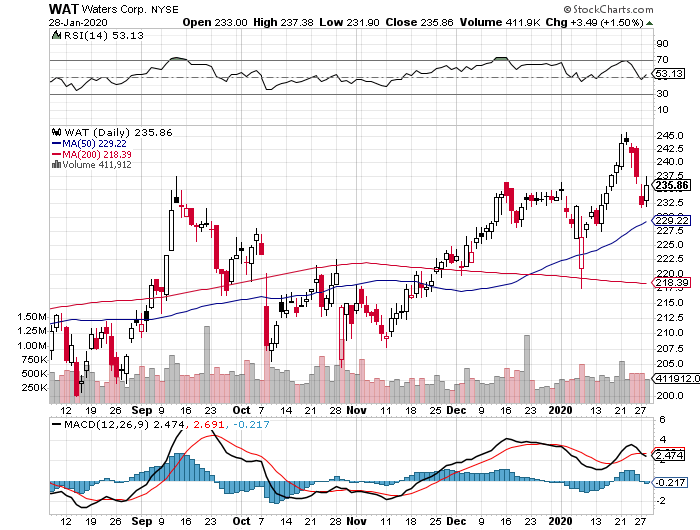 WAT Waters Corp. NYSE © StockCharts.com
28-Jan-2020 Open 233.00 High 237.38 Low 231.90 Close 235.86 Volume 411.9K Chg +3.49 (+1.50%)
RSI(14) 53.13
90
70
53.13
30
10
WAT (Daily) 235.86
MA(50) 229.22
MA(200) 218.39
Volume 411,912
245.0
242.5
240.0
237.5
235.86
232.5
229.22
227.5
225.0
222.5
220.0
218.39
217.5
215.0
212.5
210.0
207.5
205.0
202.5
411912.0
200.0
1.50M
1.25M
1.00M
750K
500K
250K
12 19 26 Sep 9 16 23 Oct 7 14 21 28 Nov 11 18 25 Dec 9 16 23 2020 13 21 27
MACD(12,26,9) 2.474, 2.691, -0.217
6
4
2.474
-0.217
-2
12 19 26 Sep 9 16 23 Oct 7 14 21 28 Nov 11 18 25 Dec 9 16 23 2020 13 21 27